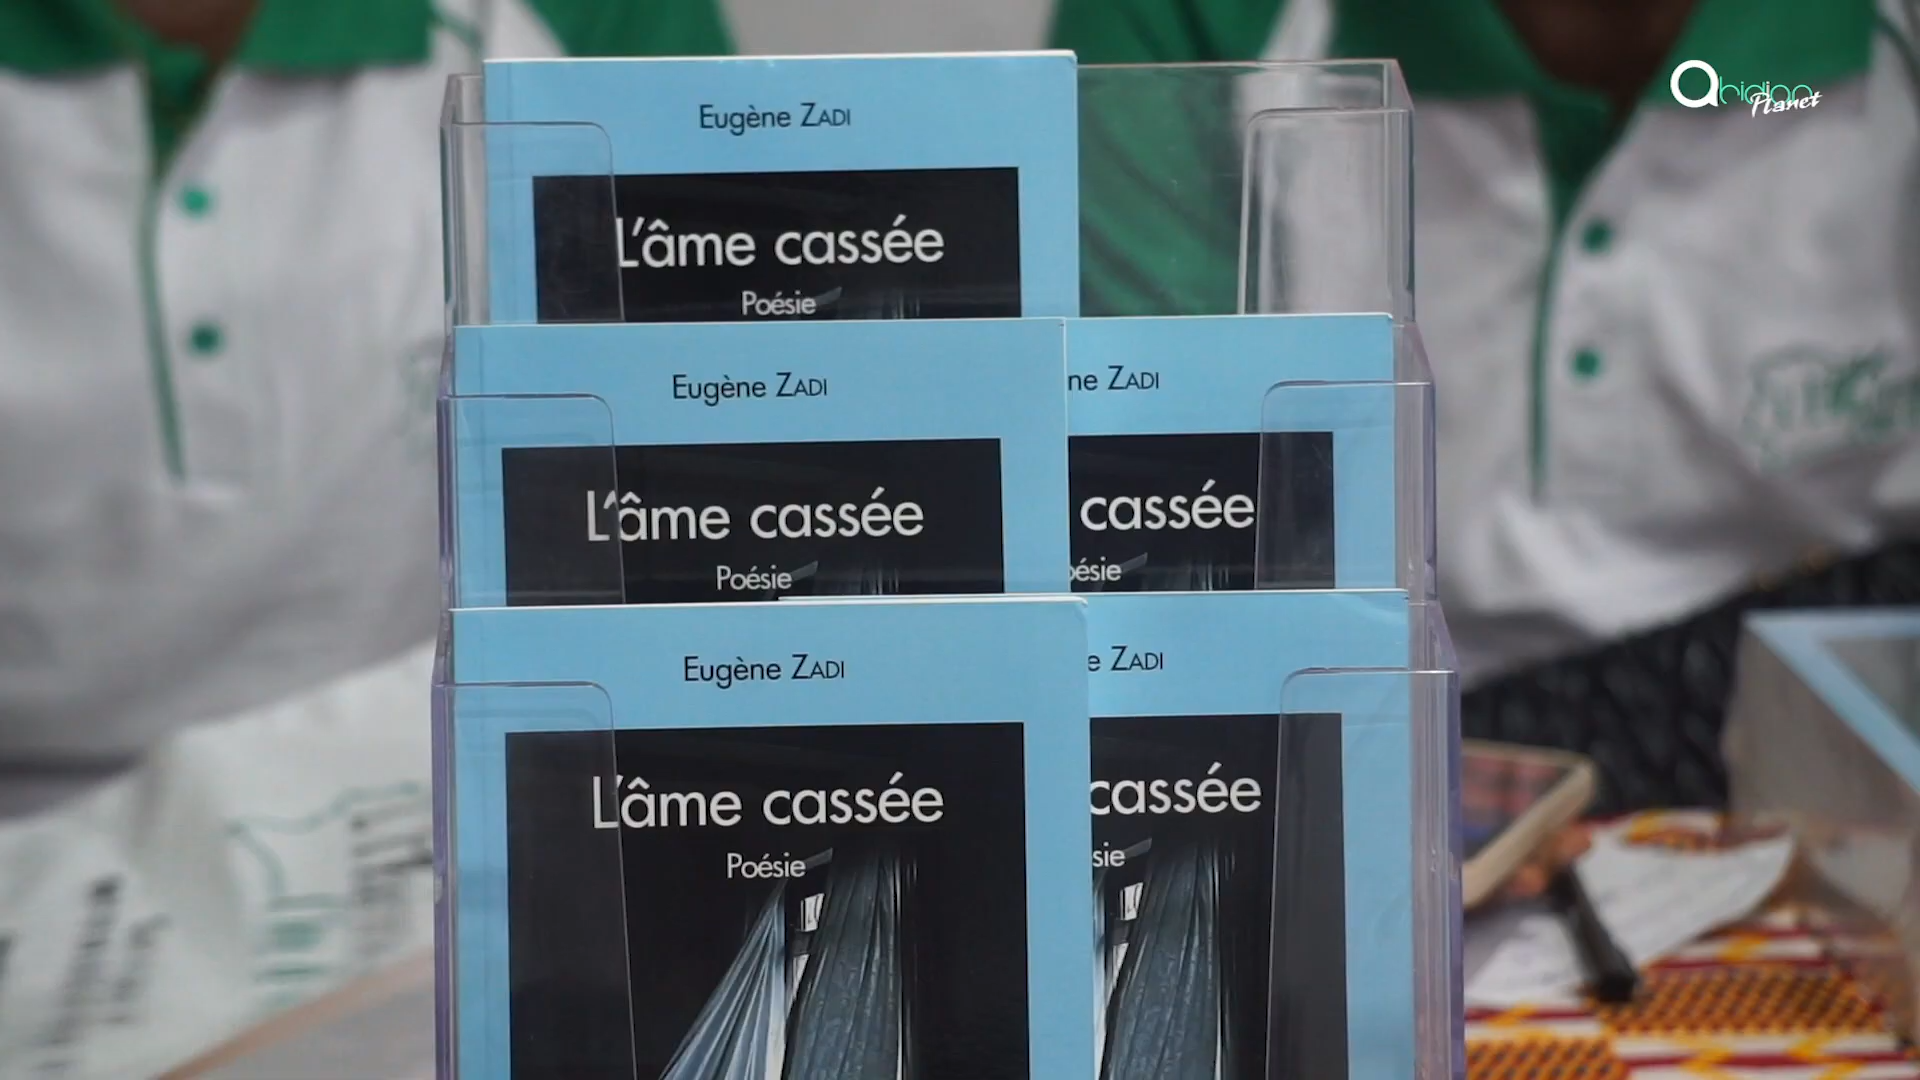 Abidjan
Planet
Eugène ZADI
L'âme cassée
Poésie
Eugène ZADI
L'âme cassée
Poésie
ne ZADI
cassée
ésie
Eugène ZADI
L'âme cassée
Poésie
e ZADI
cassée
sie